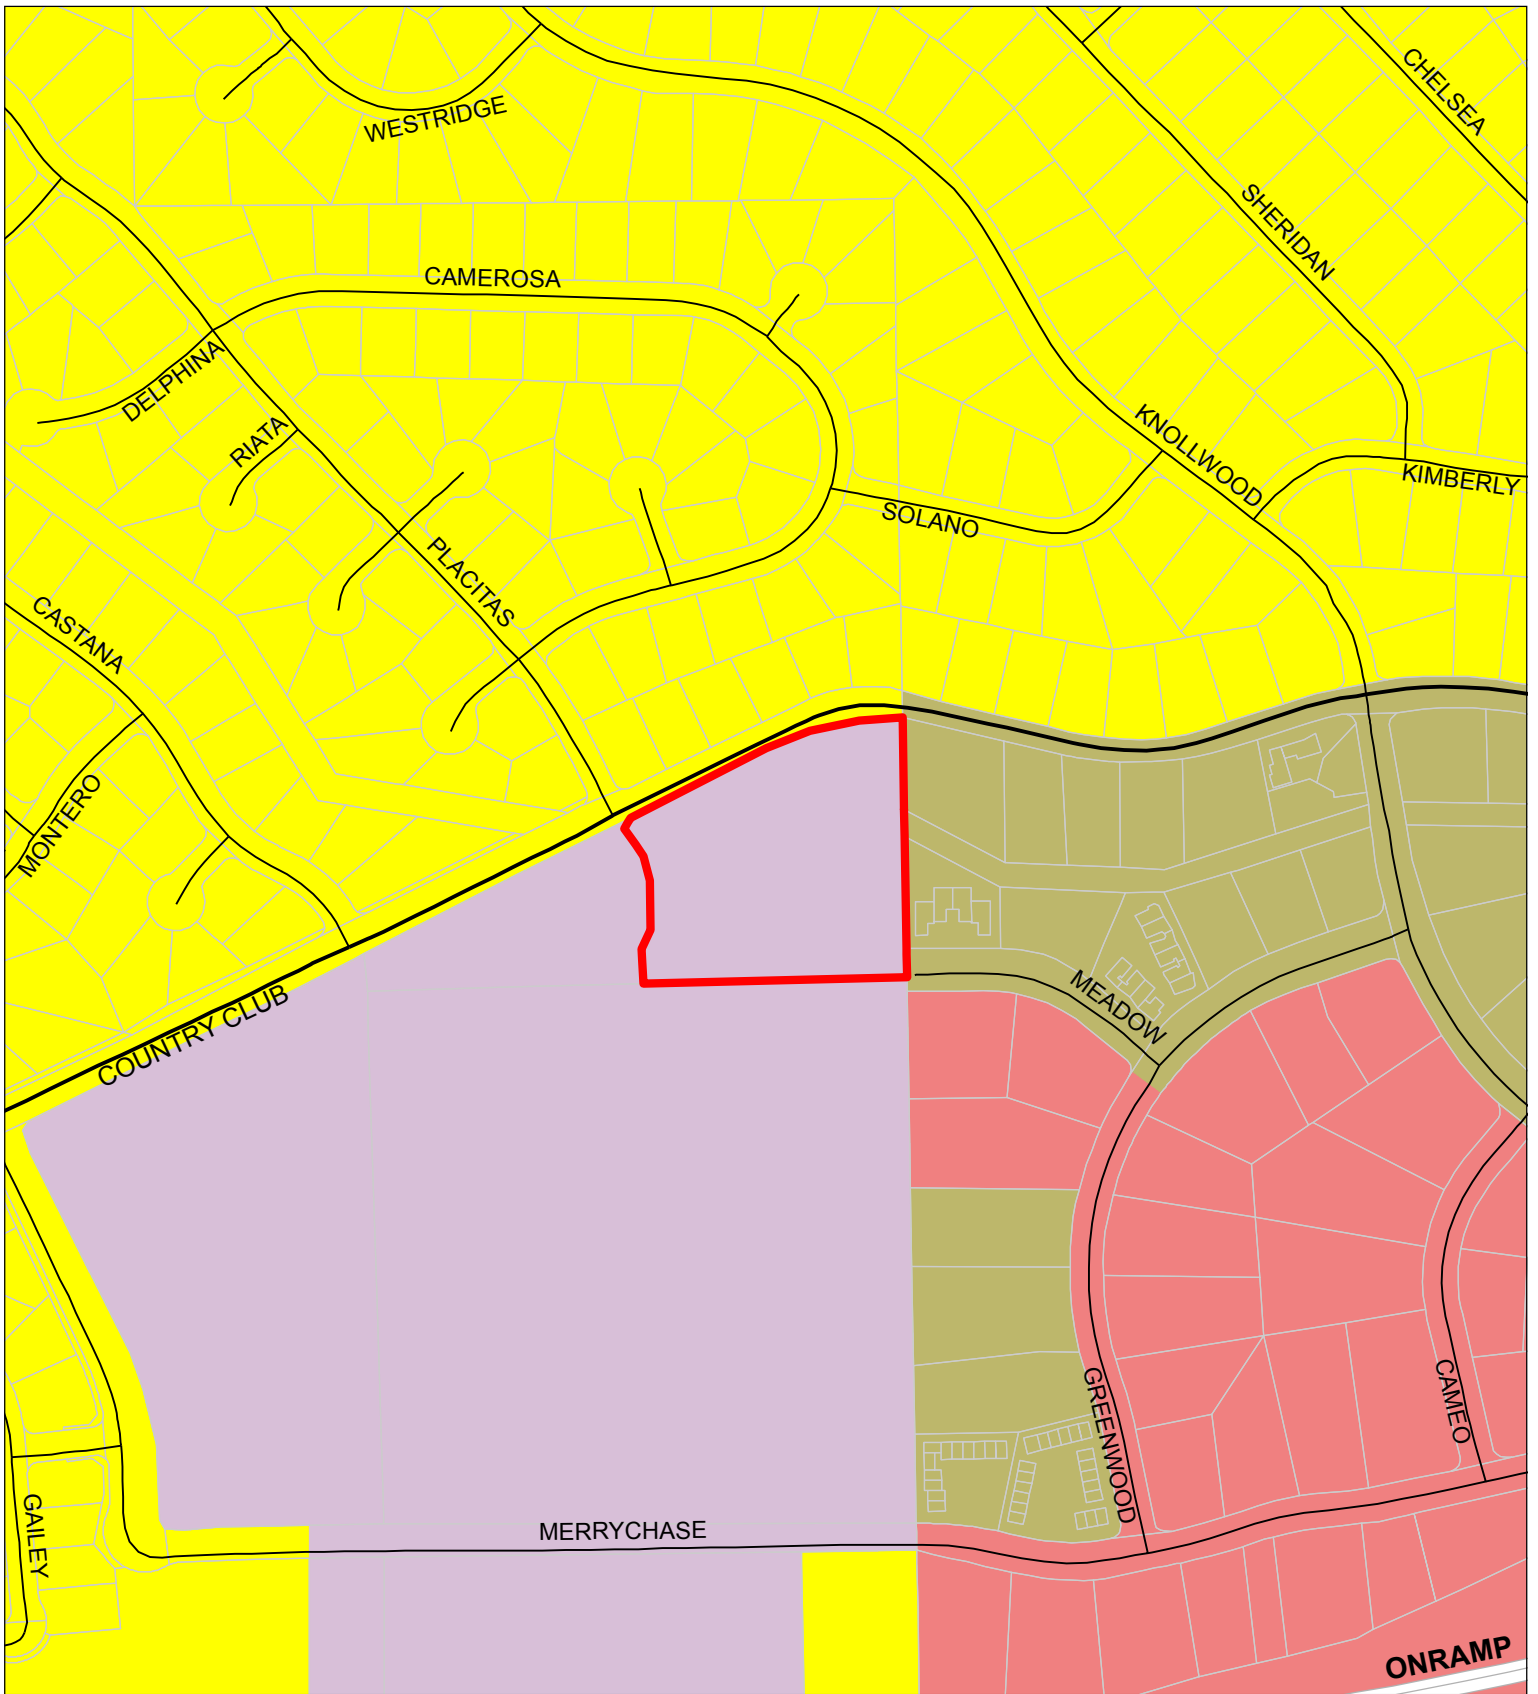 CHELSEA
WESTRIDGE
SHERIDAN
CAMEROSA
DELPHINA
RIATA
KNOLLWOOD
KIMBERLY
SOLANO
PLACITAS
CASTANA
MONTERO
MEADOW
COUNTRY CLUB
GREENWOOD
CAMEO
GAILEY
MERRYCHASE
ONRAMP